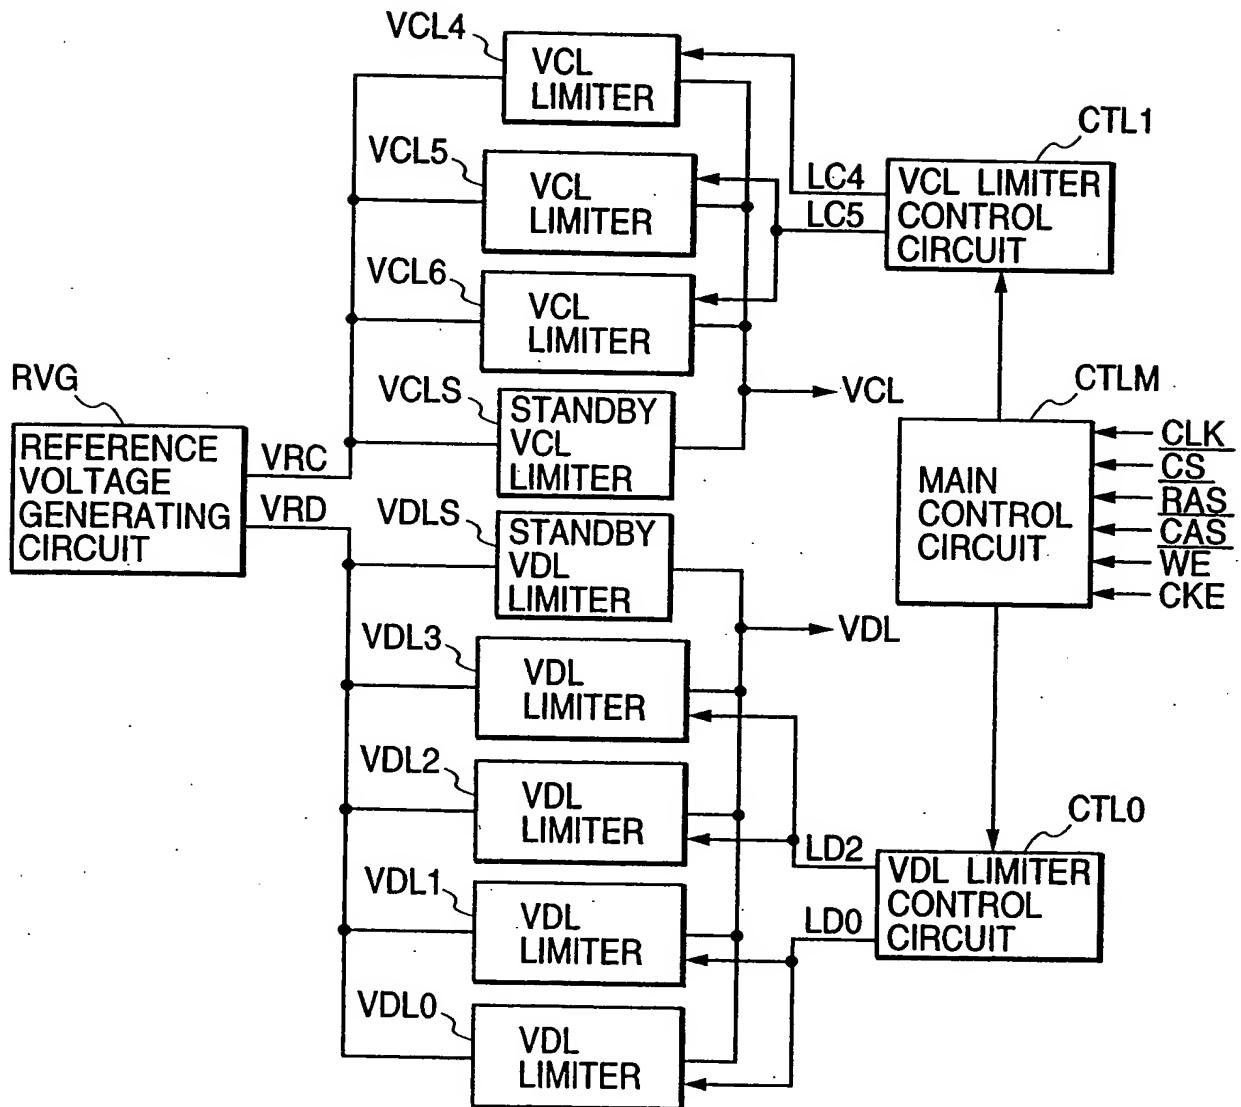 VCL4
VCL
LIMITER
CTL1
VCL5
VCL
LIMITER
LC4
LC5
VCL LIMITER
CONTROL
CIRCUIT
VCL6
VCL
LIMITER
RVG
VCLS
STANDBY
VCL
LIMITER
VCL
CTLM
REFERENCE
VOLTAGE
GENERATING
CIRCUIT
VRC
VRD
MAIN
CONTROL
CIRCUIT
CLK
CS
RAS
CAS
WE
CKE
VDLS
STANDBY
VDL
LIMITER
VDL
VDL3
VDL
LIMITER
VDL2
VDL
LIMITER
CTL0
LD2
LD0
VDL LIMITER
CONTROL
CIRCUIT
VDL1
VDL
LIMITER
VDL0
VDL
LIMITER